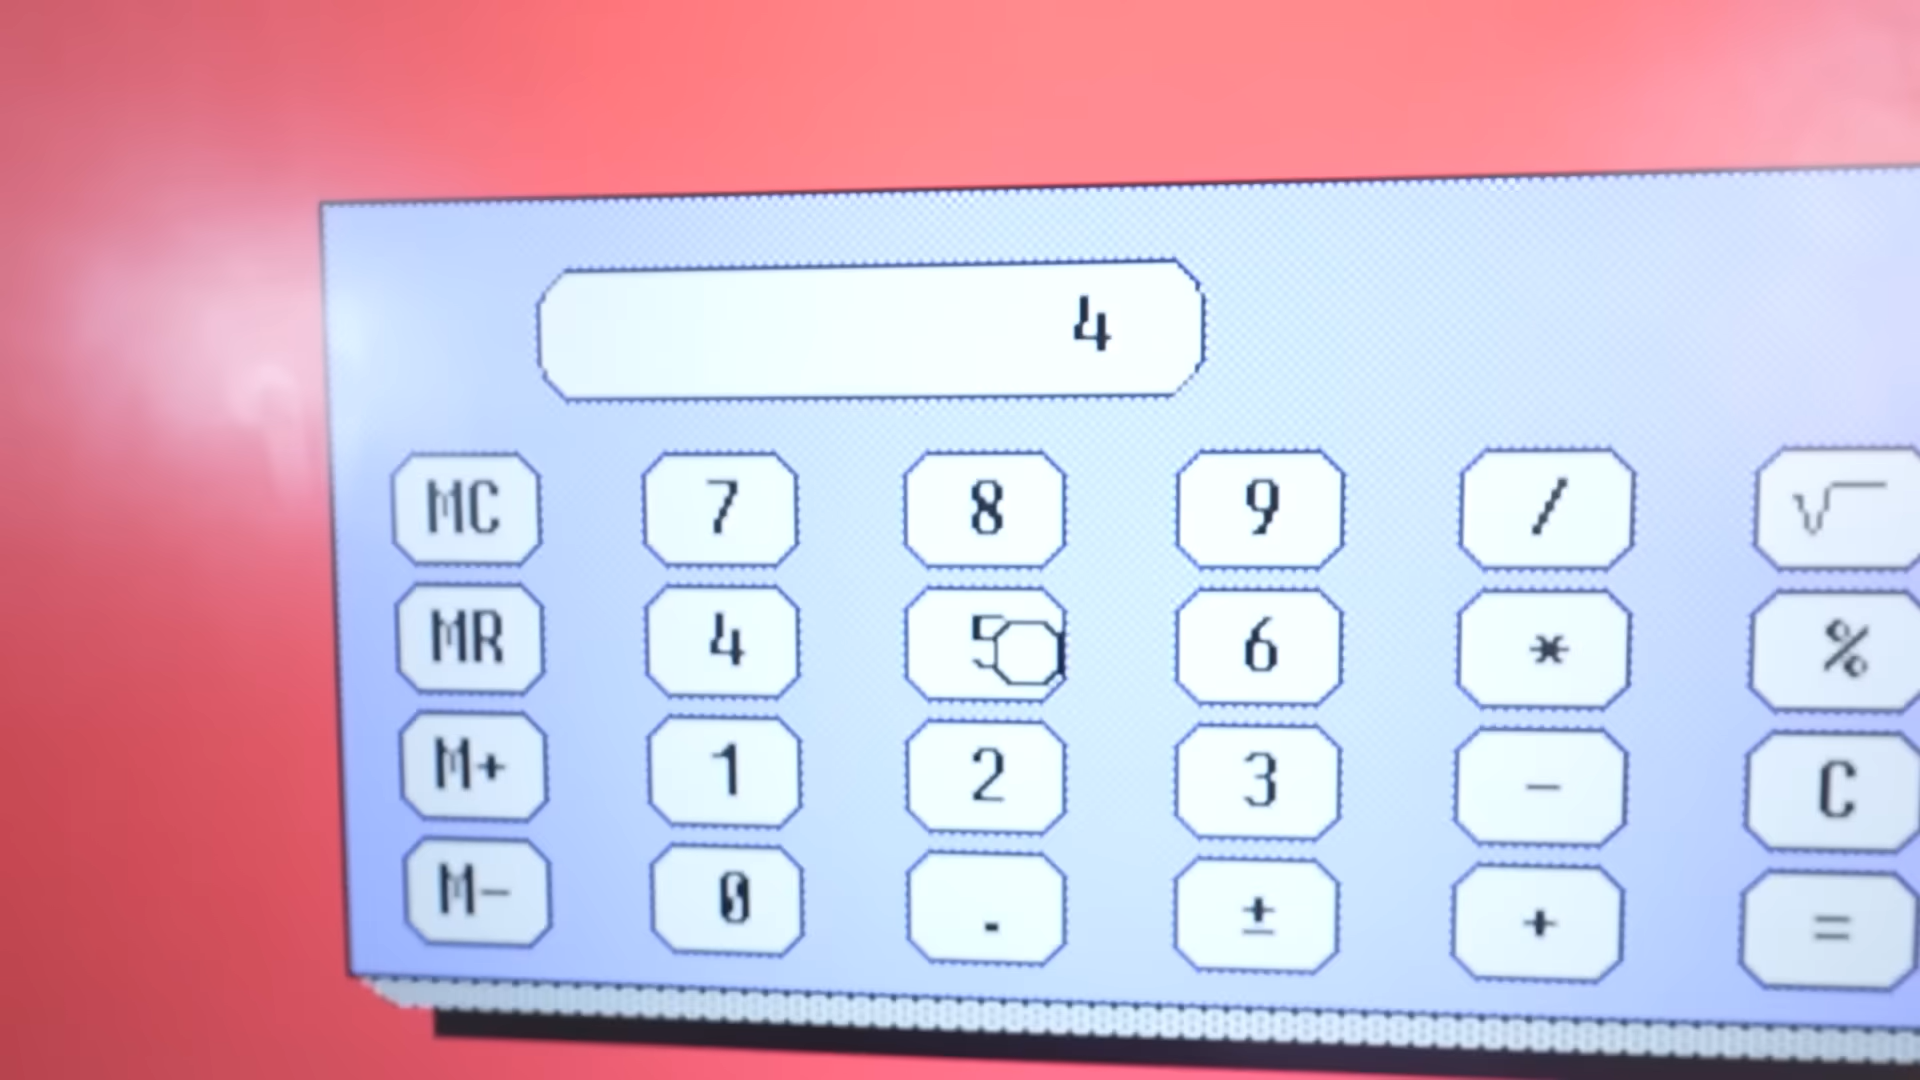 4
MC 7 8 9 / √
MR 4 5 6 * %
M+ 1 2 3 - C
M- 0 . ± + =